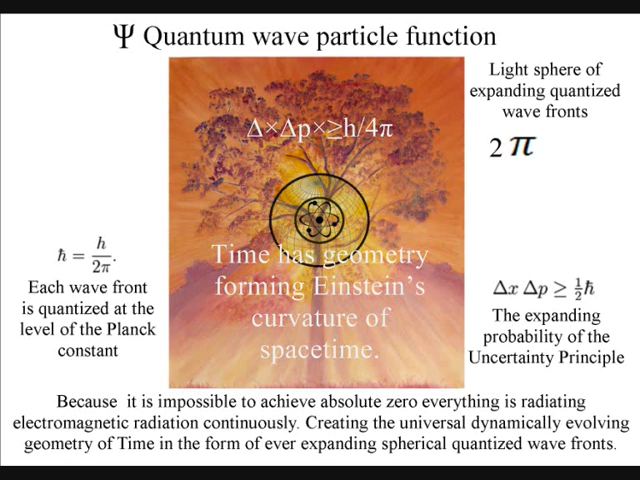 Ψ Quantum wave particle function
Light sphere of
expanding quantized
wave fronts
2 π
Δ×Δp×≥h/4π
ħ = h/2π.
Each wave front
is quantized at the
level of the Planck
constant
Time has geometry
forming Einstein's
curvature of
spacetime.
Δx Δp ≥ ½ħ
The expanding
probability of the
Uncertainty Principle
Because it is impossible to achieve absolute zero everything is radiating
electromagnetic radiation continuously. Creating the universal dynamically evolving
geometry of Time in the form of ever expanding spherical quantized wave fronts.